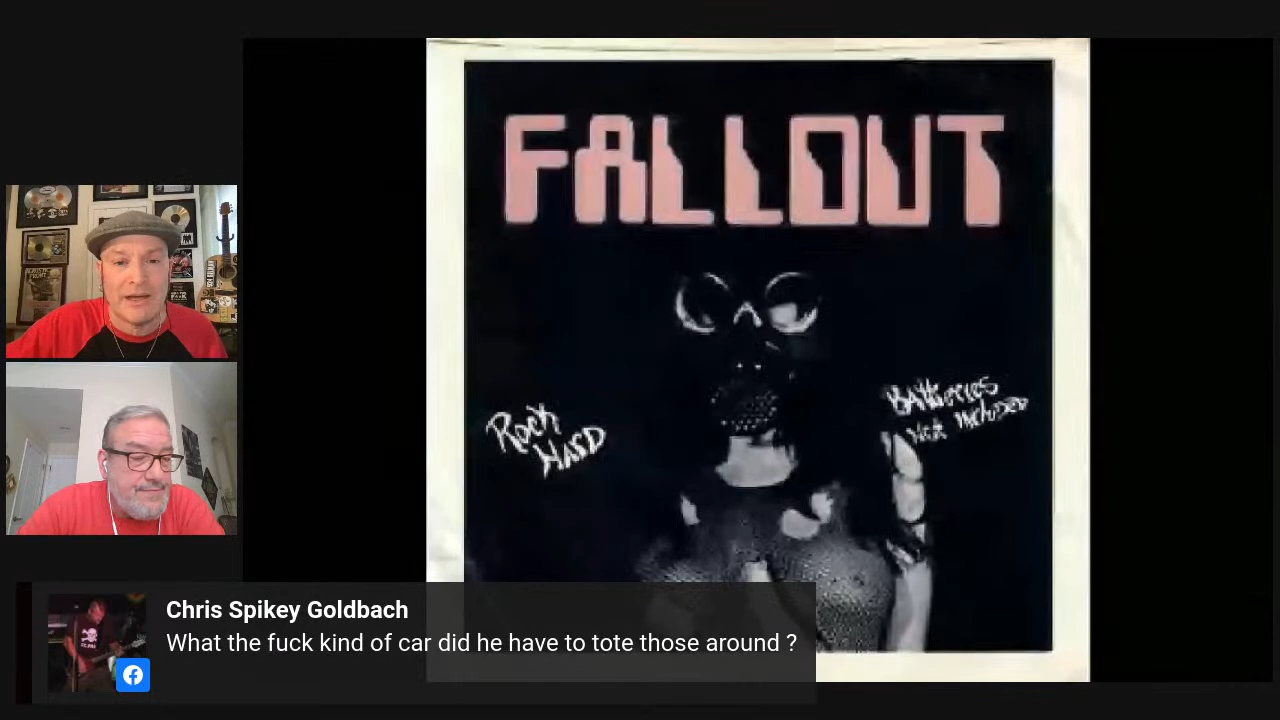 FALLOUT
Rock
HARD
BATTERIES
NOT INCLUDED
Chris Spikey Goldbach
What the fuck kind of car did he have to tote those around ?